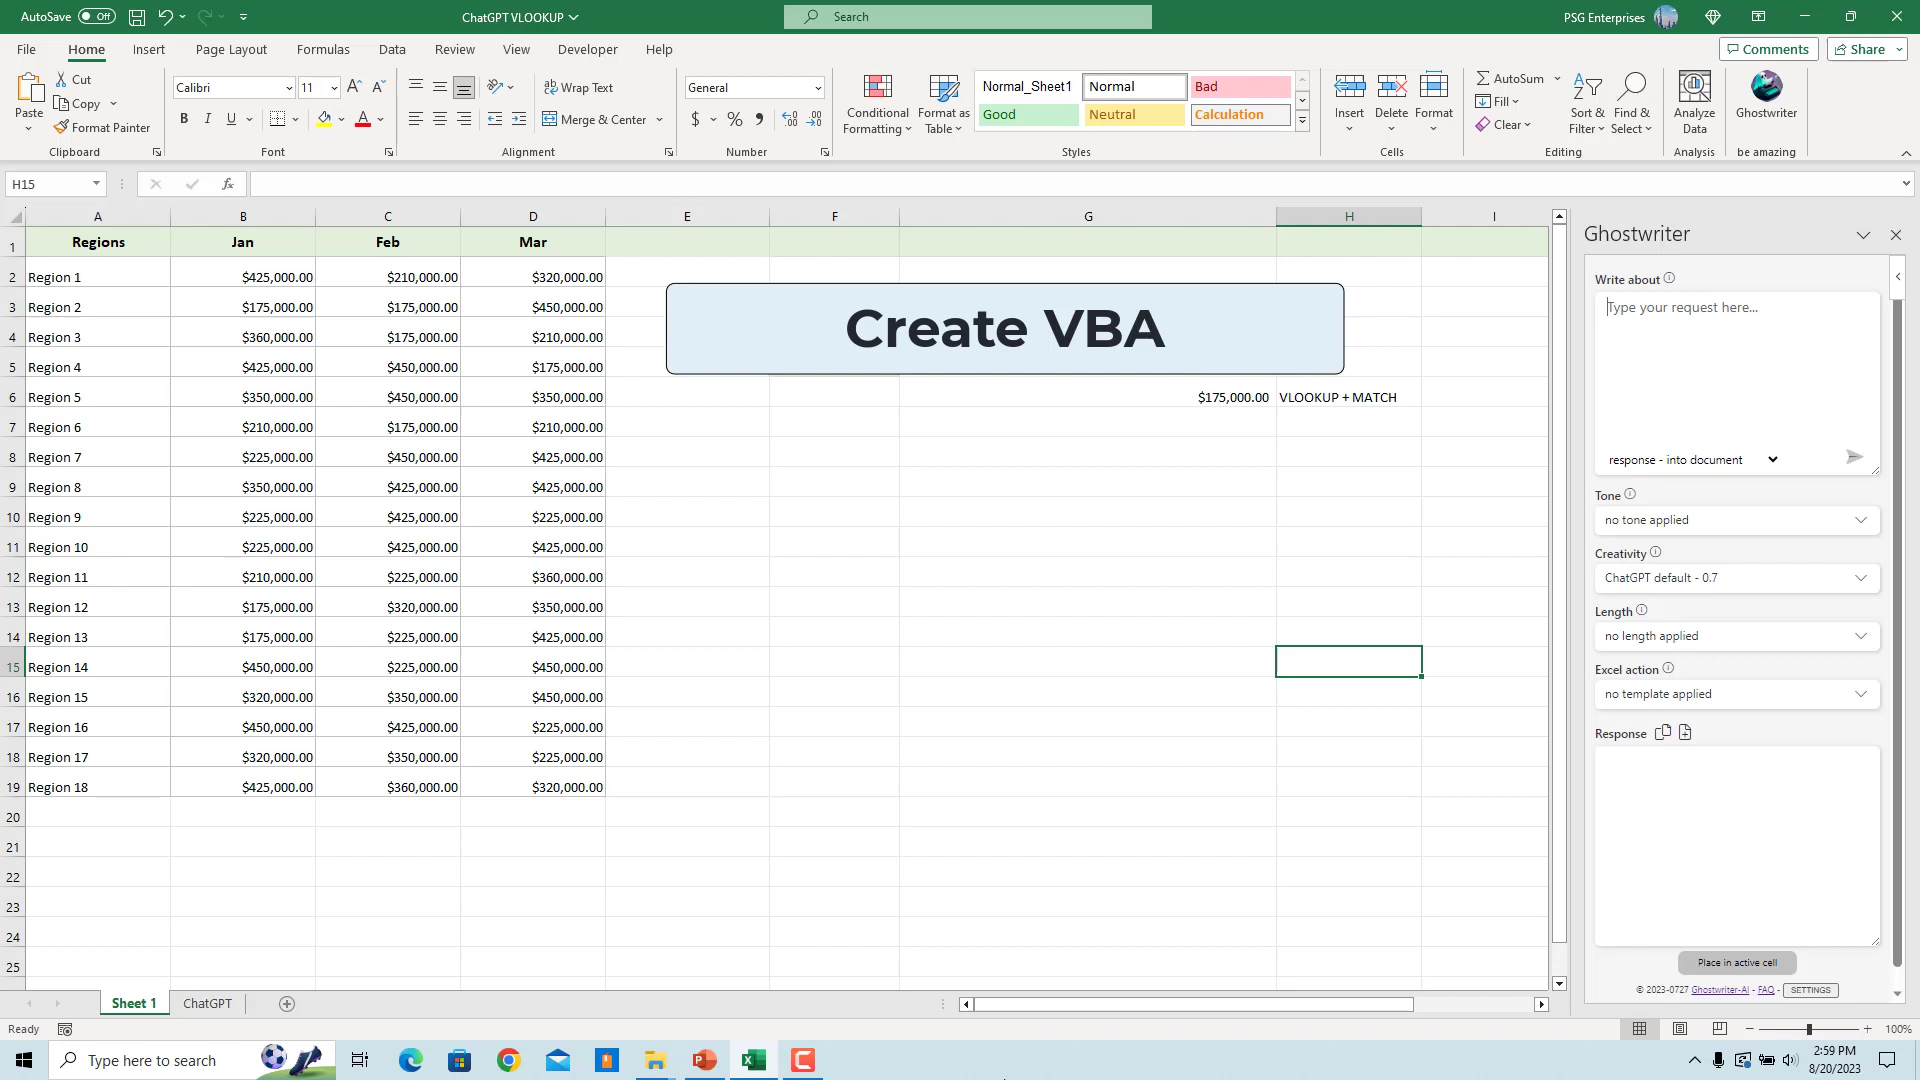 AutoSave Off ChatGPT VLOOKUP Search PSG Enterprises
File Home Insert Page Layout Formulas Data Review View Developer Help Comments Share
Paste Cut Copy Format Painter Clipboard
Calibri 11 B I U A A Font
Wrap Text Merge & Center Alignment
General $ % Number
Conditional Formatting Format as Table
Normal_Sheet1 Normal Bad
Good Neutral Calculation
Styles
Insert Delete Format Cells
AutoSum Fill Clear Sort & Filter Find & Select Editing
Analyze Data Analysis
Ghostwriter be amazing
H15 fx
A B C D E F G H I
1 Regions Jan Feb Mar
2 Region 1 $425,000.00 $210,000.00 $320,000.00
3 Region 2 $175,000.00 $175,000.00 $450,000.00
4 Region 3 $360,000.00 $175,000.00 $210,000.00
5 Region 4 $425,000.00 $450,000.00 $175,000.00
6 Region 5 $350,000.00 $450,000.00 $350,000.00 $175,000.00 VLOOKUP + MATCH
7 Region 6 $210,000.00 $175,000.00 $210,000.00
8 Region 7 $225,000.00 $450,000.00 $425,000.00
9 Region 8 $350,000.00 $425,000.00 $425,000.00
10 Region 9 $225,000.00 $425,000.00 $225,000.00
11 Region 10 $225,000.00 $425,000.00 $425,000.00
12 Region 11 $210,000.00 $225,000.00 $360,000.00
13 Region 12 $175,000.00 $320,000.00 $350,000.00
14 Region 13 $175,000.00 $225,000.00 $425,000.00
15 Region 14 $450,000.00 $225,000.00 $450,000.00
16 Region 15 $320,000.00 $350,000.00 $450,000.00
17 Region 16 $450,000.00 $425,000.00 $225,000.00
18 Region 17 $320,000.00 $350,000.00 $225,000.00
19 Region 18 $425,000.00 $360,000.00 $320,000.00
20
21
22
23
24
25
Create VBA
Ghostwriter
Write about
Type your request here...
response - into document
Tone
no tone applied
Creativity
ChatGPT default - 0.7
Length
no length applied
Excel action
no template applied
Response
Place in active cell
© 2023-0727 Ghostwriter-AI - FAQ - SETTINGS
Sheet 1 ChatGPT
Ready 100%
Type here to search 2:59 PM
8/20/2023